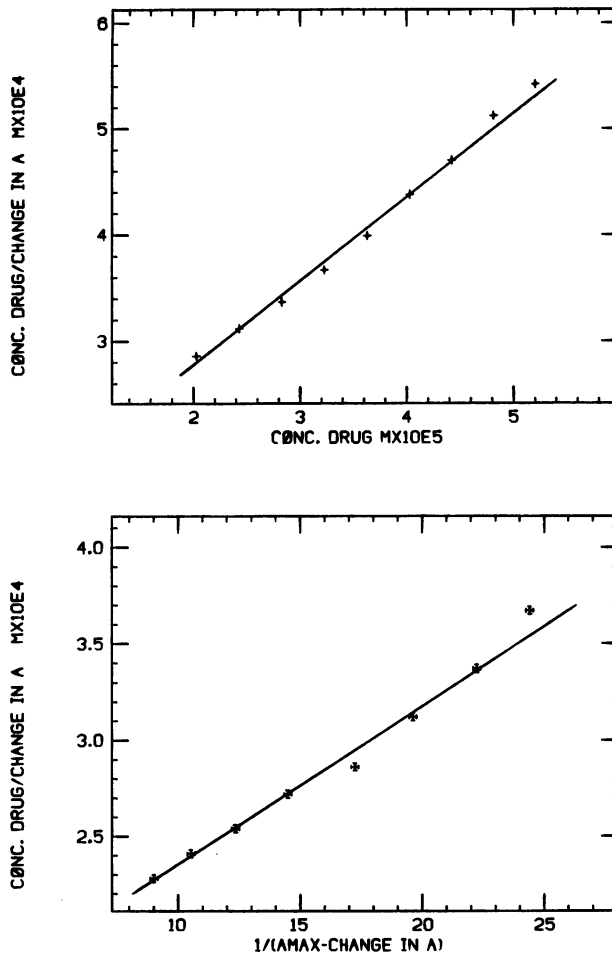 CONC. DRUG/CHANGE IN A MX10E4
6
5
4
3
2 3 4 5
CØNC. DRUG MX10E5
CØNC. DRUG/CHANGE IN A MX10E4
4.0
3.5
3.0
2.5
10 15 20 25
1/(AMAX-CHANGE IN A)